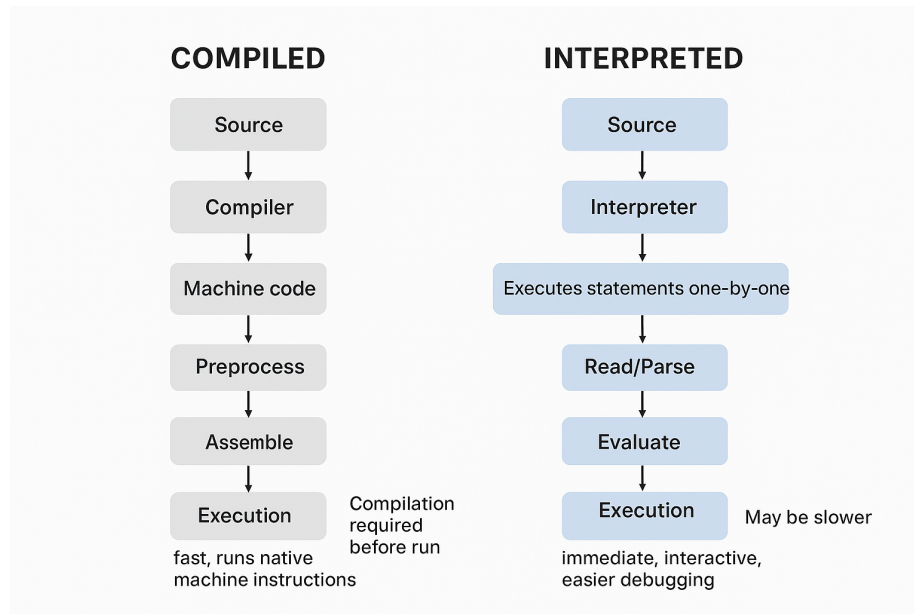 COMPILED
Source
Compiler
Machine code
Preprocess
Assemble
Execution
Compilation
required
before run
fast, runs native
machine instructions
INTERPRETED
Source
Interpreter
Executes statements one-by-one
Read/Parse
Evaluate
Execution
May be slower
immediate, interactive,
easier debugging